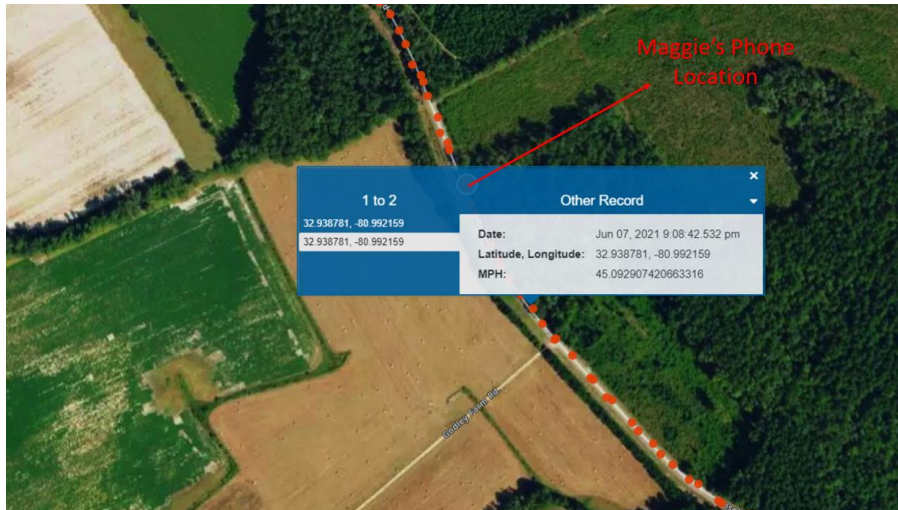 Maggie's Phone
Location
×
1 to 2
Other Record
32.938781, -80.992159
32.938781, -80.992159
Date: Jun 07, 2021 9:08:42.532 pm
Latitude, Longitude: 32.938781, -80.992159
MPH: 45.092907420663316
Godley Farm Rd